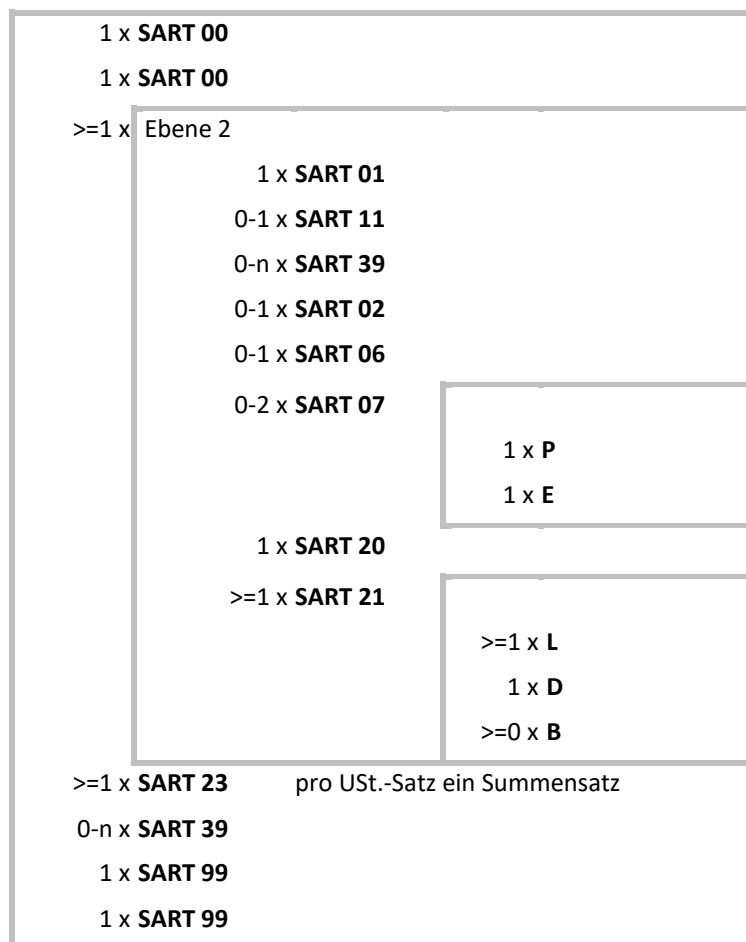 1 x SART 00
1 x SART 00
>=1 x Ebene 2
1 x SART 01
0-1 x SART 11
0-n x SART 39
0-1 x SART 02
0-1 x SART 06
0-2 x SART 07
1 x P
1 x E
1 x SART 20
>=1 x SART 21
>=1 x L
1 x D
>=0 x B
>=1 x SART 23 pro USt.-Satz ein Summensatz
0-n x SART 39
1 x SART 99
1 x SART 99